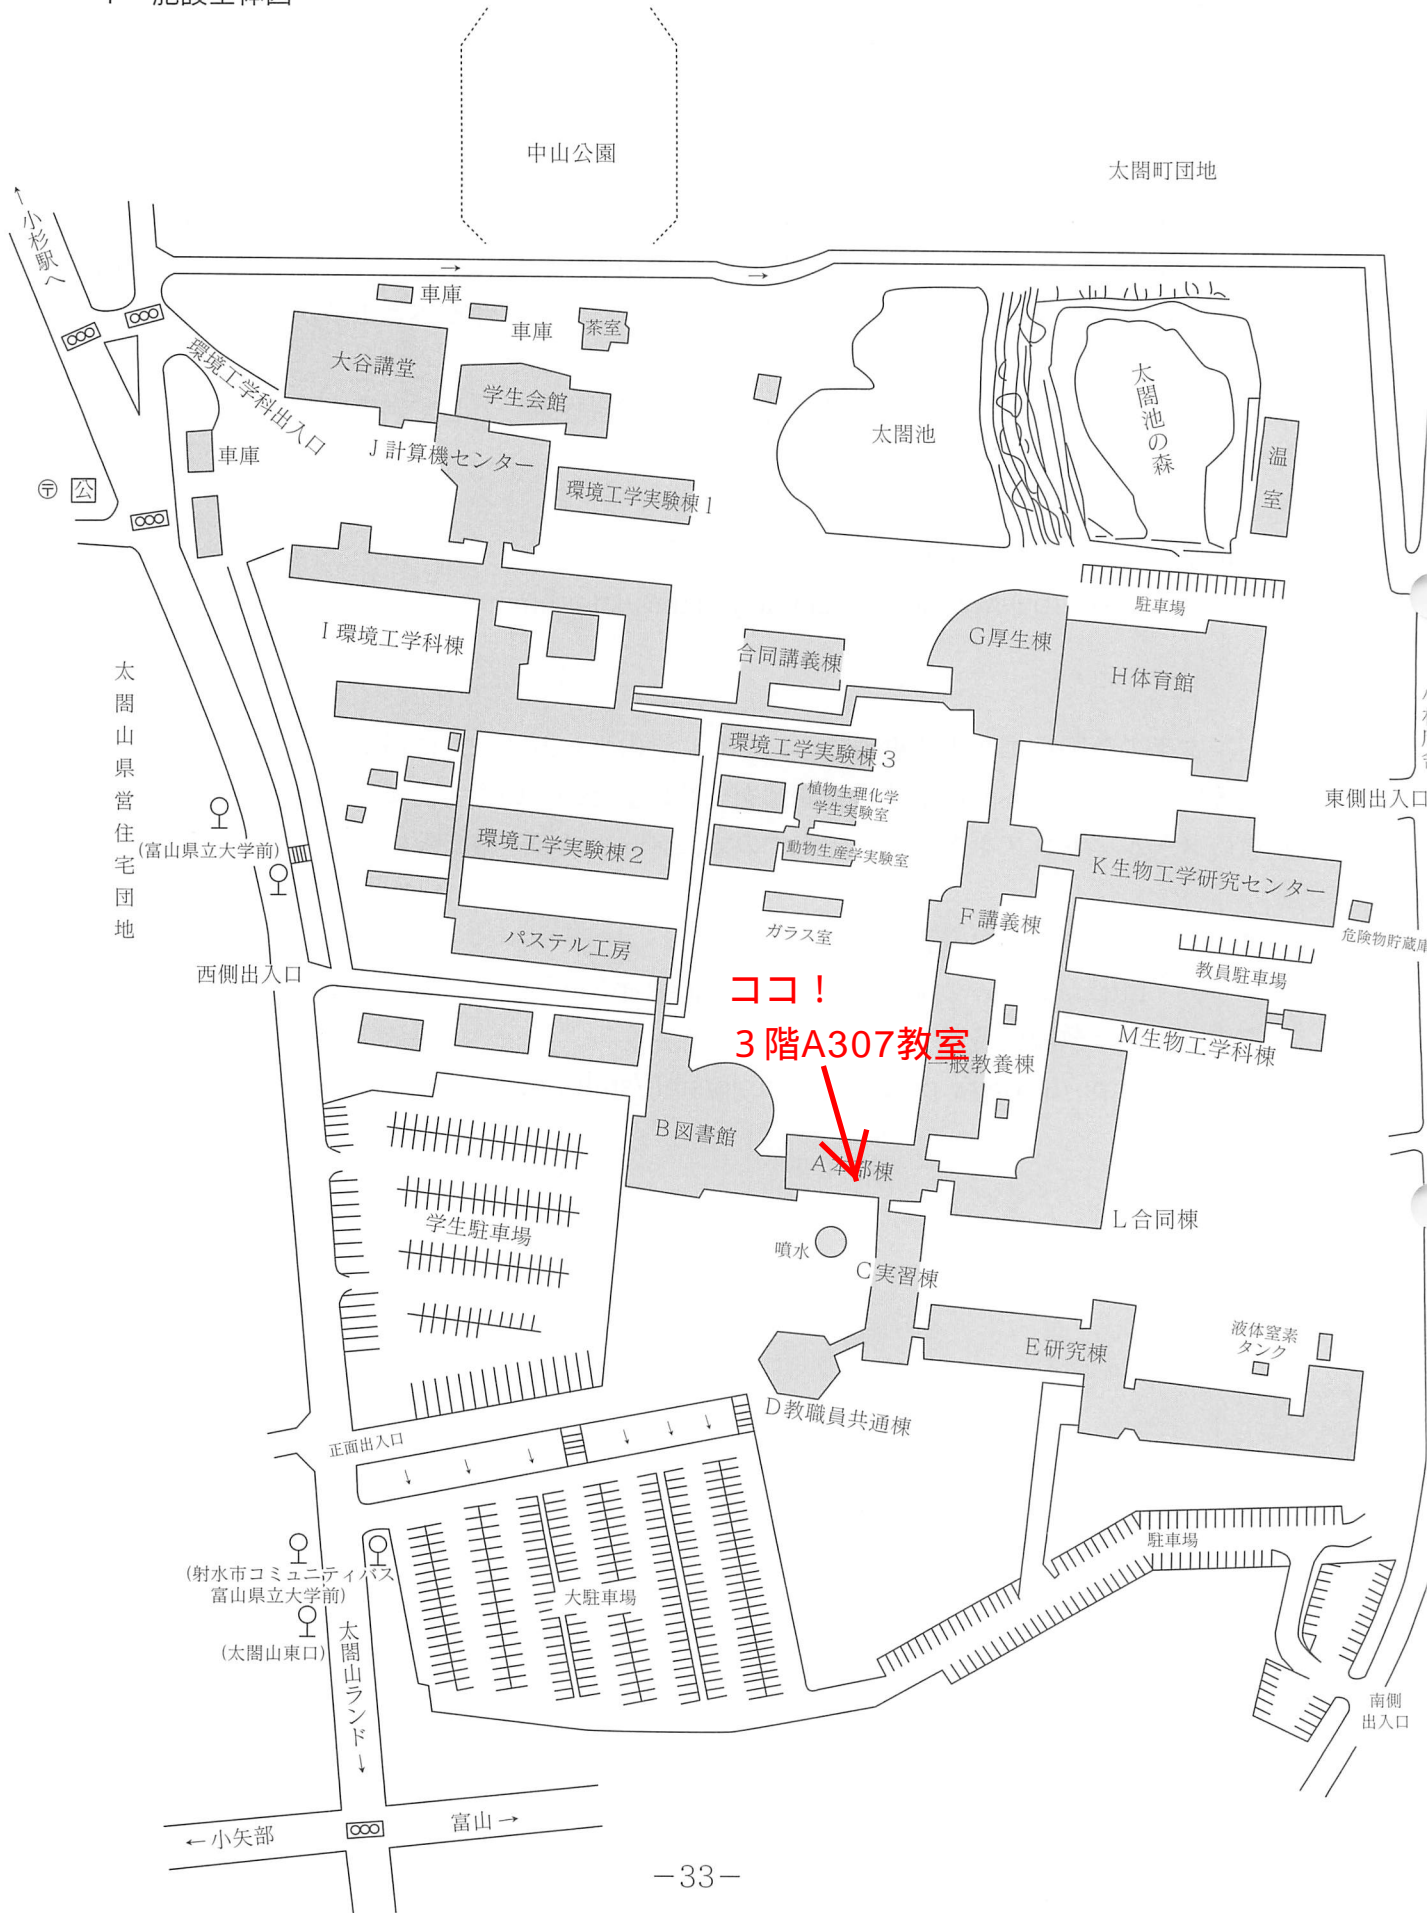 中山公園
太閤町団地
←小杉駅へ
車庫
車庫
茶室
大谷講堂
学生会館
環境工学科出入口
車庫
J計算機センター
環境工学実験棟1
太閤池
太閤池の森
温室
〒 公
駐車場
I環境工学科棟
合同講義棟
G厚生棟
H体育館
太閤山県営住宅団地
環境工学実験棟3
植物生理化学
学生実験室
動物生産学実験室
東側出入口
(富山県立大学前)
環境工学実験棟2
K生物工学研究センター
ガラス室
F講義棟
危険物貯蔵庫
パステル工房
教員駐車場
西側出入口
ココ！
３階A307教室
一般教養棟
M生物工学科棟
B図書館
A本部棟
L合同棟
学生駐車場
噴水
C実習棟
E研究棟
液体窒素
タンク
D教職員共通棟
正面出入口
駐車場
(射水市コミュニティバス
富山県立大学前)
大駐車場
(太閤山東口)
太閤山ランド→
南側
出入口
←小矢部
富山→
－33－